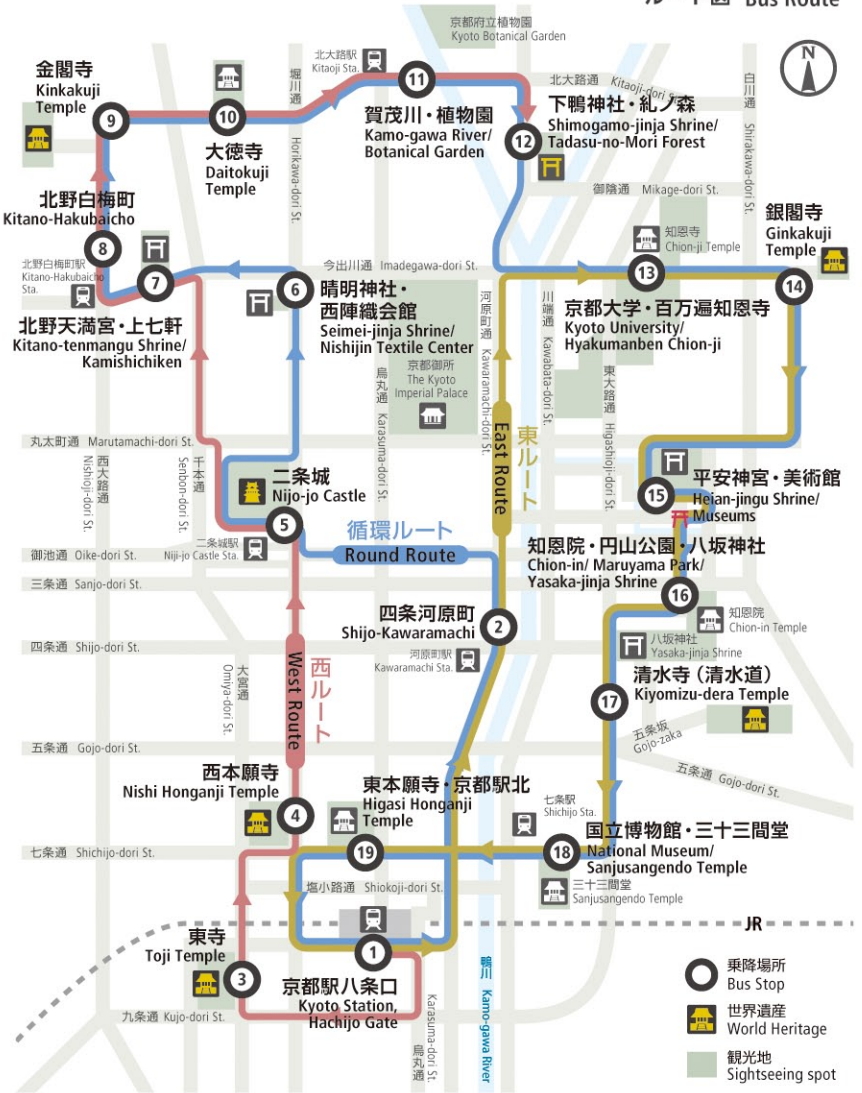 Bus Route
京都府立植物園
Kyoto Botanical Garden
北大路駅
Kitaoji Sta.
N
金閣寺
Kinkakuji
Temple
堀川通
Horikawa-dori St.
北大路通 Kitaoji-dori St.
白川通
Shirakawa-dori St.
9
10
11
賀茂川・植物園
Kamo-gawa River/
Botanical Garden
下鴨神社・糺ノ森
Shimogamo-jinja Shrine/
Tadasu-no-Mori Forest
12
大徳寺
Daitokuji
Temple
北野白梅町
Kitano-Hakubaicho
御陰通 Mikage-dori St.
銀閣寺
Ginkakuji
Temple
8
知恩寺
Chion-ji Temple
北野白梅町駅
Kitano-Hakubaicho
Sta.
7
今出川通 Imadegawa-dori St.
6
13
14
晴明神社・
西陣織会館
Seimei-jinja Shrine/
Nishijin Textile Center
河原町通 Kawaramachi-dori St.
川端通 Kawabata-dori St.
京都大学・百万遍知恩寺
Kyoto University/
Hyakumanben Chion-ji
北野天満宮・上七軒
Kitano-tenmangu Shrine/
Kamishichiken
京都御所
The Kyoto
Imperial Palace
烏丸通 Karasuma-dori St.
東大路通 Higashioji-dori St.
丸太町通 Marutamachi-dori St.
西大路通
Nishioji-dori St.
千本通
Senbon-dori St.
東ルート
East Route
二条城
Nijo-jo Castle
5
15
平安神宮・美術館
Heian-jingu Shrine/
Museums
循環ルート
Round Route
二条城駅
Niji-jo Castle Sta.
御池通 Oike-dori St.
知恩院・円山公園・八坂神社
Chion-in/ Maruyama Park/
Yasaka-jinja Shrine
三条通 Sanjo-dori St.
16
四条河原町
Shijo-Kawaramachi
2
知恩院
Chion-in Temple
四条通 Shijo-dori St.
八坂神社
Yasaka-jinja Shrine
河原町駅
Kawaramachi Sta.
大宮通
Omiya-dori St.
西ルート
West Route
清水寺(清水道)
Kiyomizu-dera Temple
17
五条坂
Gojo-zaka
五条通 Gojo-dori St.
五条通 Gojo-dori St.
西本願寺
Nishi Honganji Temple
4
東本願寺・京都駅北
Higasi Honganji
Temple
七条駅
Shichijo Sta.
国立博物館・三十三間堂
National Museum/
Sanjusangendo Temple
七条通 Shichijo-dori St.
19
18
塩小路通 Shiokoji-dori St.
三十三間堂
Sanjusangendo Temple
JR
東寺
Toji Temple
3
1
京都駅八条口
Kyoto Station,
Hachijo Gate
鴨川 Kamo-gawa River
九条通 Kujo-dori St.
Karasuma-dori St.
烏丸通
乗降場所
Bus Stop
世界遺産
World Heritage
観光地
Sightseeing spot